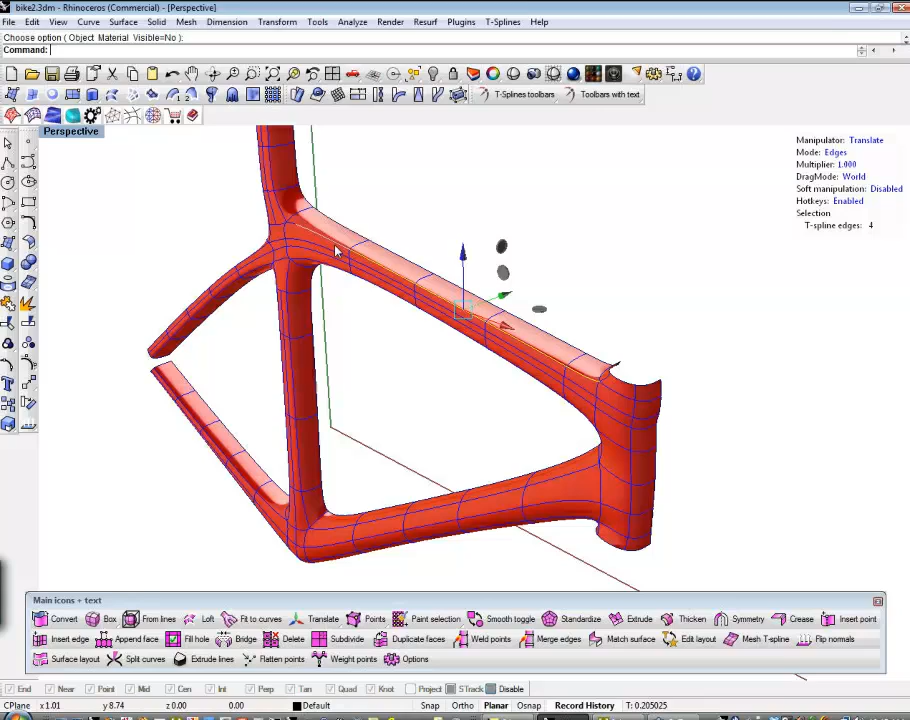 bike2.3dm - Rhinoceros (Commercial) - [Perspective]
File Edit View Curve Surface Solid Mesh Dimension Transform Tools Analyze Render Resurf Plugins T-Splines Help
Choose option ( Object Material Visible=No ):
Command:
T-Splines toolbars Toolbars with text
Perspective
Manipulator: Translate
Mode: Edges
Multiplier: 1.000
DragMode: World
Soft manipulation: Disabled
Hotkeys: Enabled
Selection
T-spline edges: 4
Main icons + text
Convert Box From lines Loft Fit to curves Translate Points Paint selection Smooth toggle Standardize Extrude Thicken Symmetry Crease Insert point
Insert edge Append face Fill hole Bridge Delete Subdivide Duplicate faces Weld points Merge edges Match surface Edit layout Mesh T-spline Flip normals
Surface layout Split curves Extrude lines Flatten points Weight points Options
End Near Point Mid Cen Int Perp Tan Quad Knot Project STrack Disable
CPlane x 1.01 y 8.74 z 0.00 0.00 Default Snap Ortho Planar Osnap Record History T: 0.205025